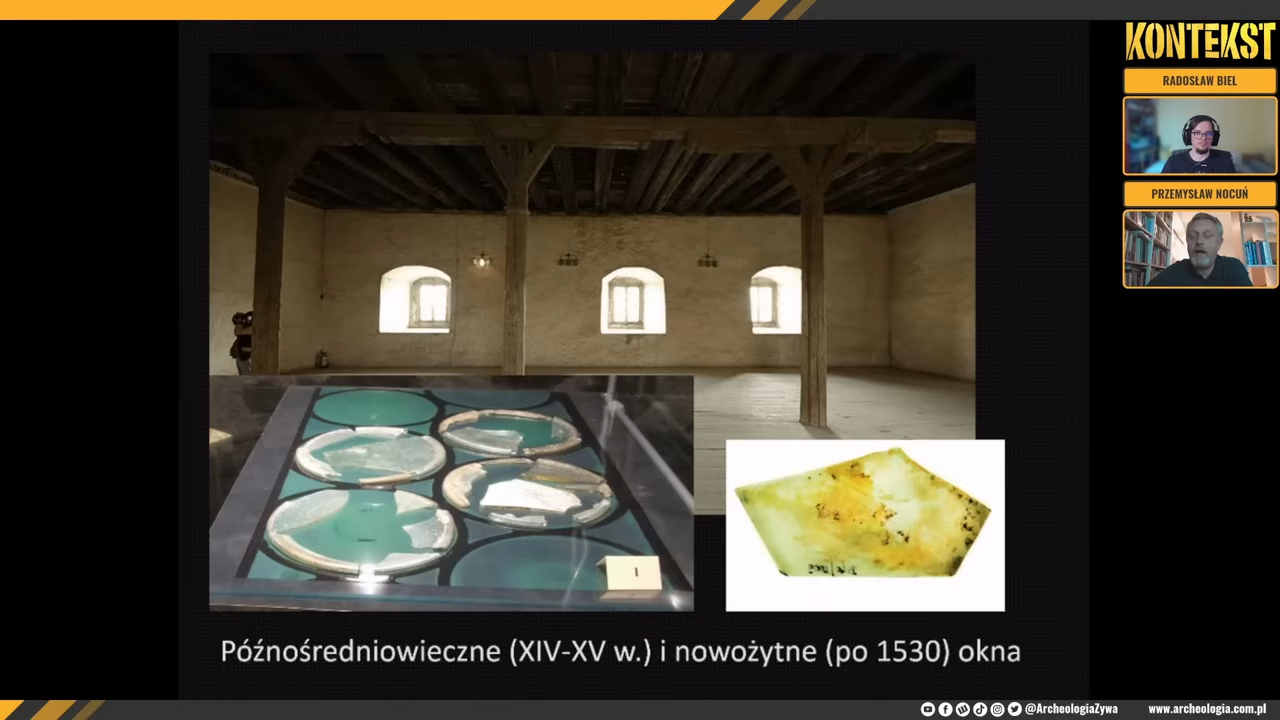 KONTEKST
RADOSŁAW BIEL
PRZEMYSŁAW NOCUŃ
1
Późnośredniowieczne (XIV-XV w.) i nowożytne (po 1530) okna
@ArcheologiaZywa
www.archeologia.com.pl